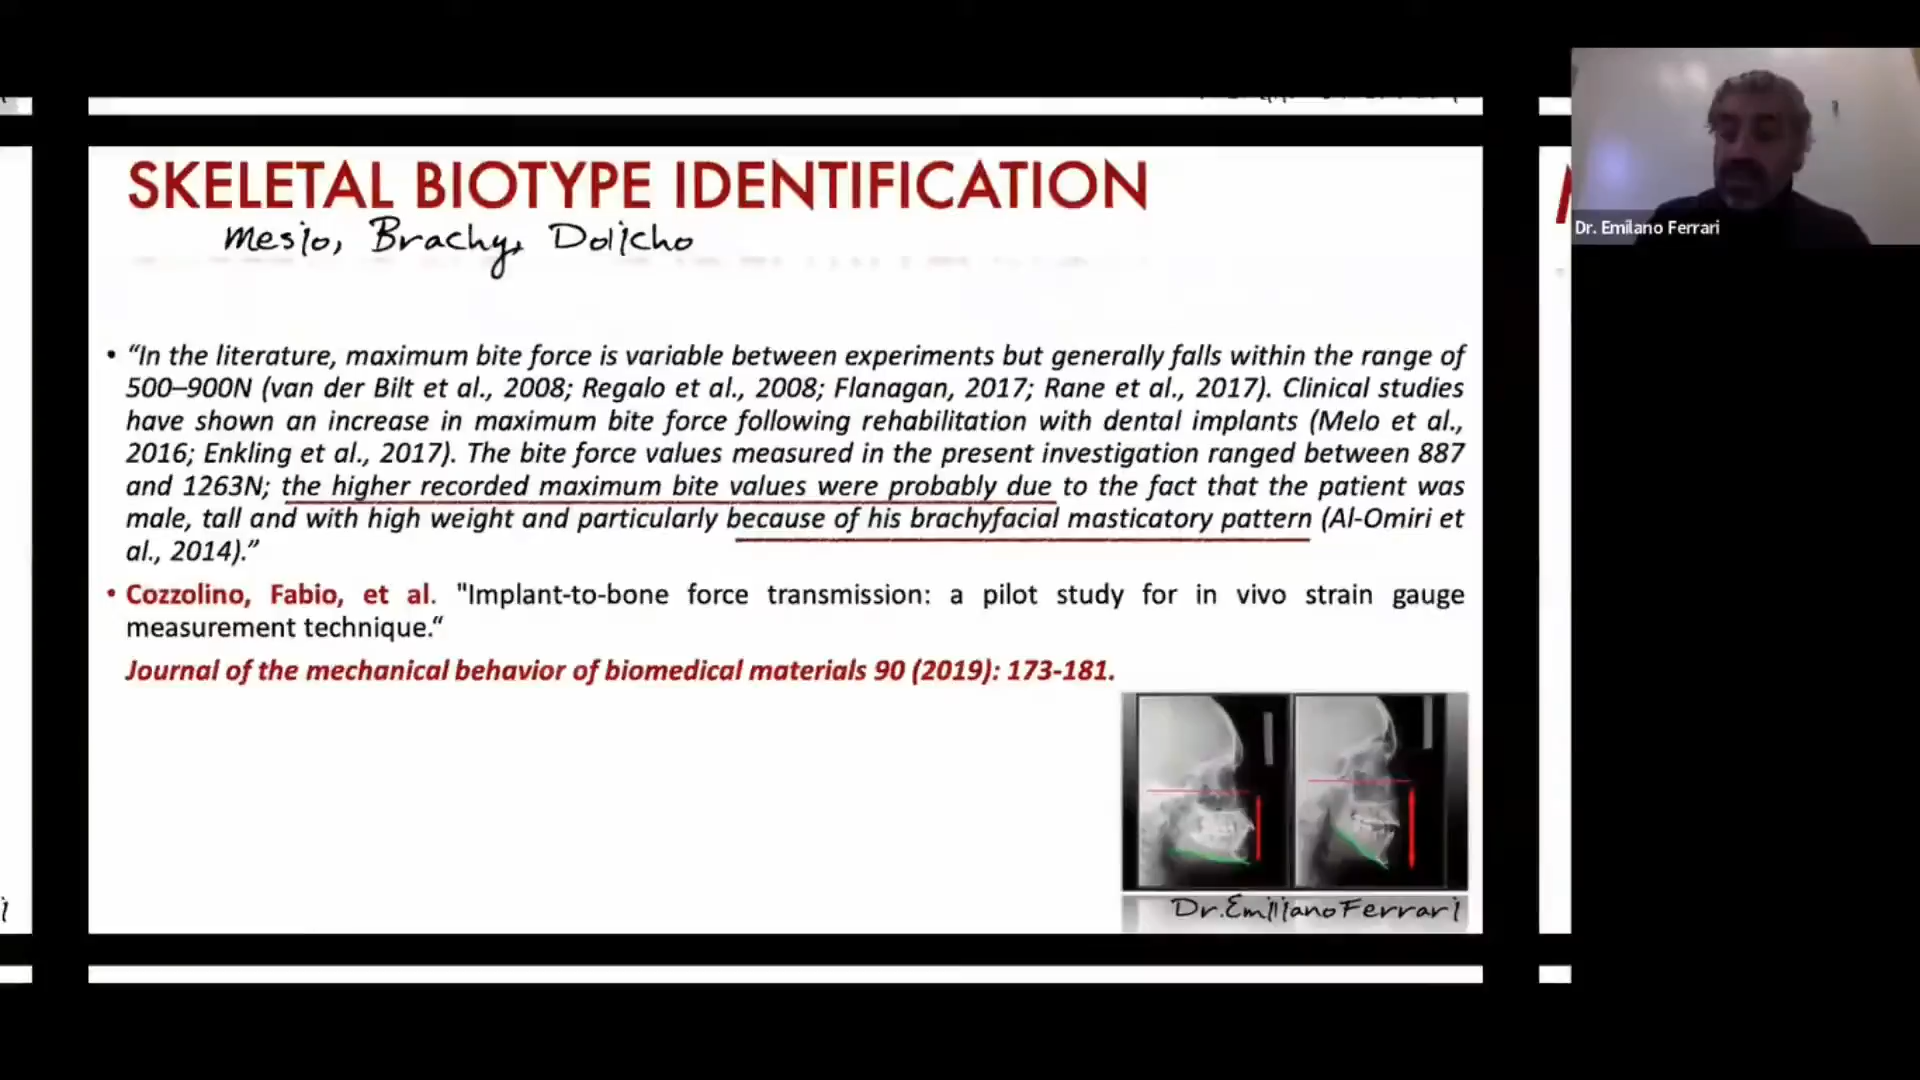 SKELETAL BIOTYPE IDENTIFICATION
Mesio, Brachy, Dolicho
• “In the literature, maximum bite force is variable between experiments but generally falls within the range of
500–900N (van der Bilt et al., 2008; Regalo et al., 2008; Flanagan, 2017; Rane et al., 2017). Clinical studies
have shown an increase in maximum bite force following rehabilitation with dental implants (Melo et al.,
2016; Enkling et al., 2017). The bite force values measured in the present investigation ranged between 887
and 1263N; the higher recorded maximum bite values were probably due to the fact that the patient was
male, tall and with high weight and particularly because of his brachyfacial masticatory pattern (Al-Omiri et
al., 2014).”
• Cozzolino, Fabio, et al. "Implant-to-bone force transmission: a pilot study for in vivo strain gauge
measurement technique.“
Journal of the mechanical behavior of biomedical materials 90 (2019): 173-181.
Dr.Emiliano Ferrari
Dr. Emilano Ferrari